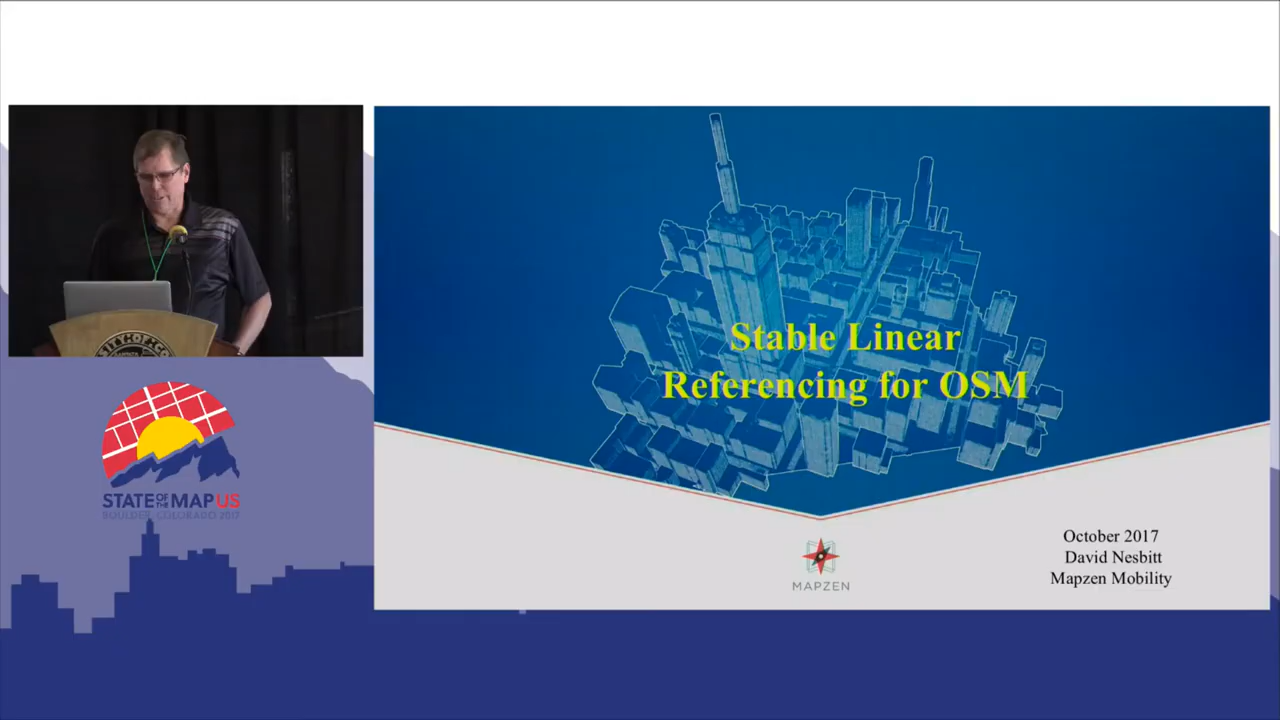 Stable Linear
Referencing for OSM
October 2017
David Nesbitt
Mapzen Mobility
MAPZEN
STATE OF THE MAP US
BOULDER, COLORADO 2017